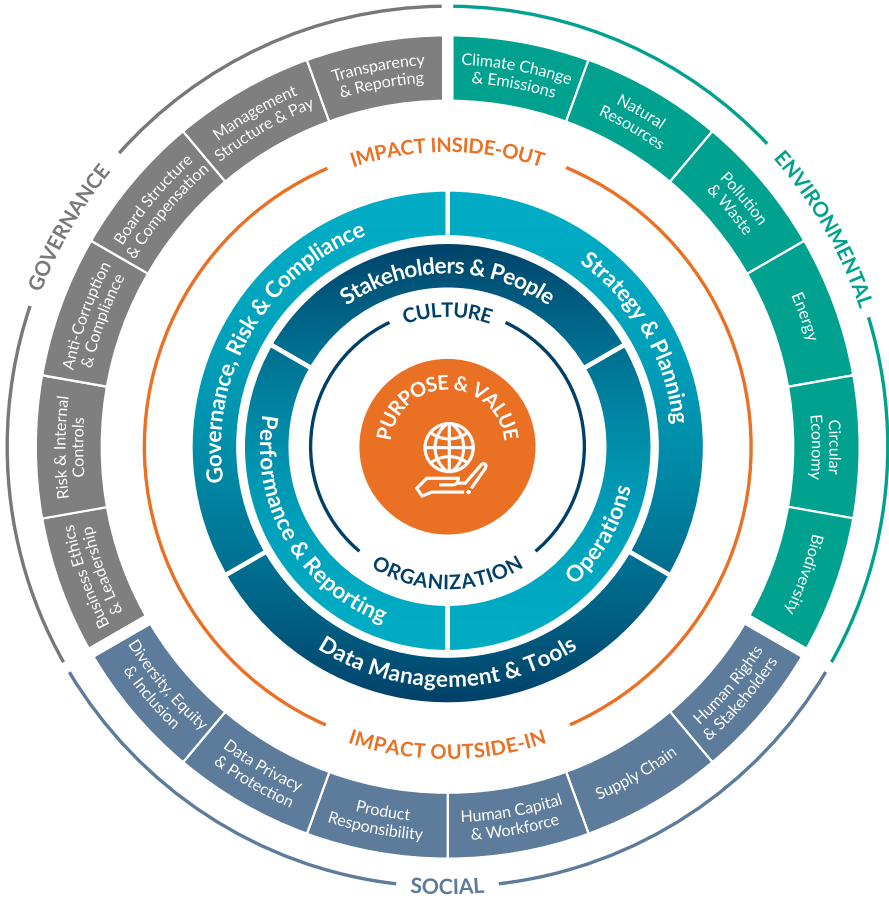 GOVERNANCE
Transparency
& Reporting
Management
Structure & Pay
Board Structure
& Compensation
Anti-Corruption
& Compliance
Risk & Internal
Controls
Business Ethics
& Leadership
ENVIRONMENTAL
Climate Change
& Emissions
Natural
Resources
Pollution
& Waste
Energy
Circular
Economy
Biodiversity
IMPACT INSIDE-OUT
Governance, Risk & Compliance
Strategy & Planning
Stakeholders & People
CULTURE
PURPOSE & VALUE
ORGANIZATION
Performance & Reporting
Operations
Data Management & Tools
IMPACT OUTSIDE-IN
Diversity, Equity
& Inclusion
Data Privacy
& Protection
Product
Responsibility
Human Capital
& Workforce
Supply Chain
Human Rights
& Stakeholders
SOCIAL